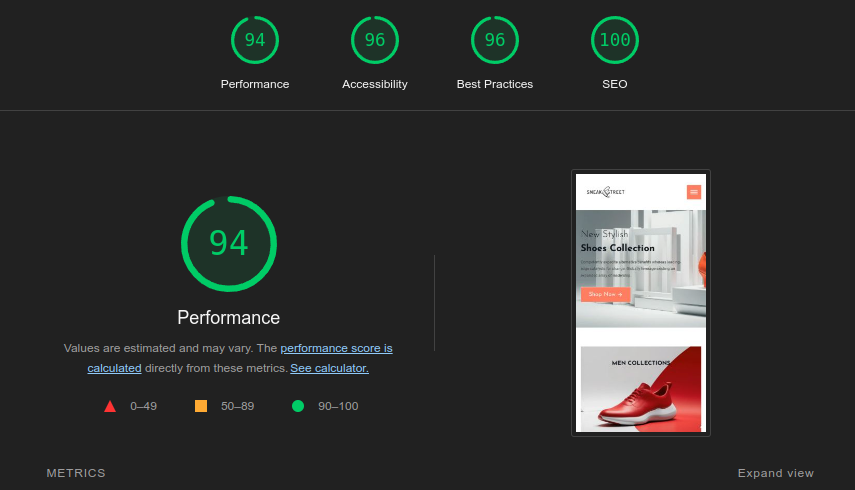 94
96
96
100
Performance
Accessibility
Best Practices
SEO
94
Performance
Values are estimated and may vary. The performance score is
calculated directly from these metrics. See calculator.
0–49
50–89
90–100
SNEAK STREET
New Stylish
Shoes Collection
Shop Now →
MEN COLLECTIONS
METRICS
Expand view